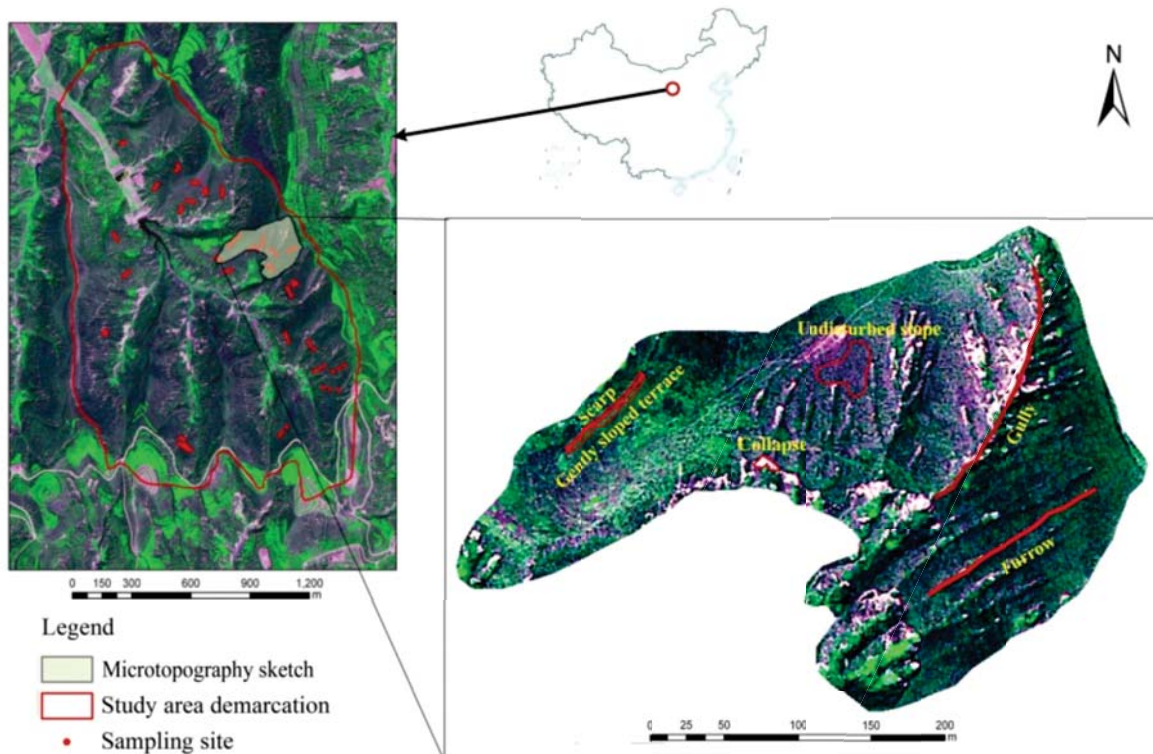 N
Undisturbed slope
Scarp
Gently sloped terrace
Collapse
Gully
Furrow
0 150 300 600 900 1,200
m
Legend
Microtopography sketch
Study area demarcation
Sampling site
0 25 50 100 150 200
m